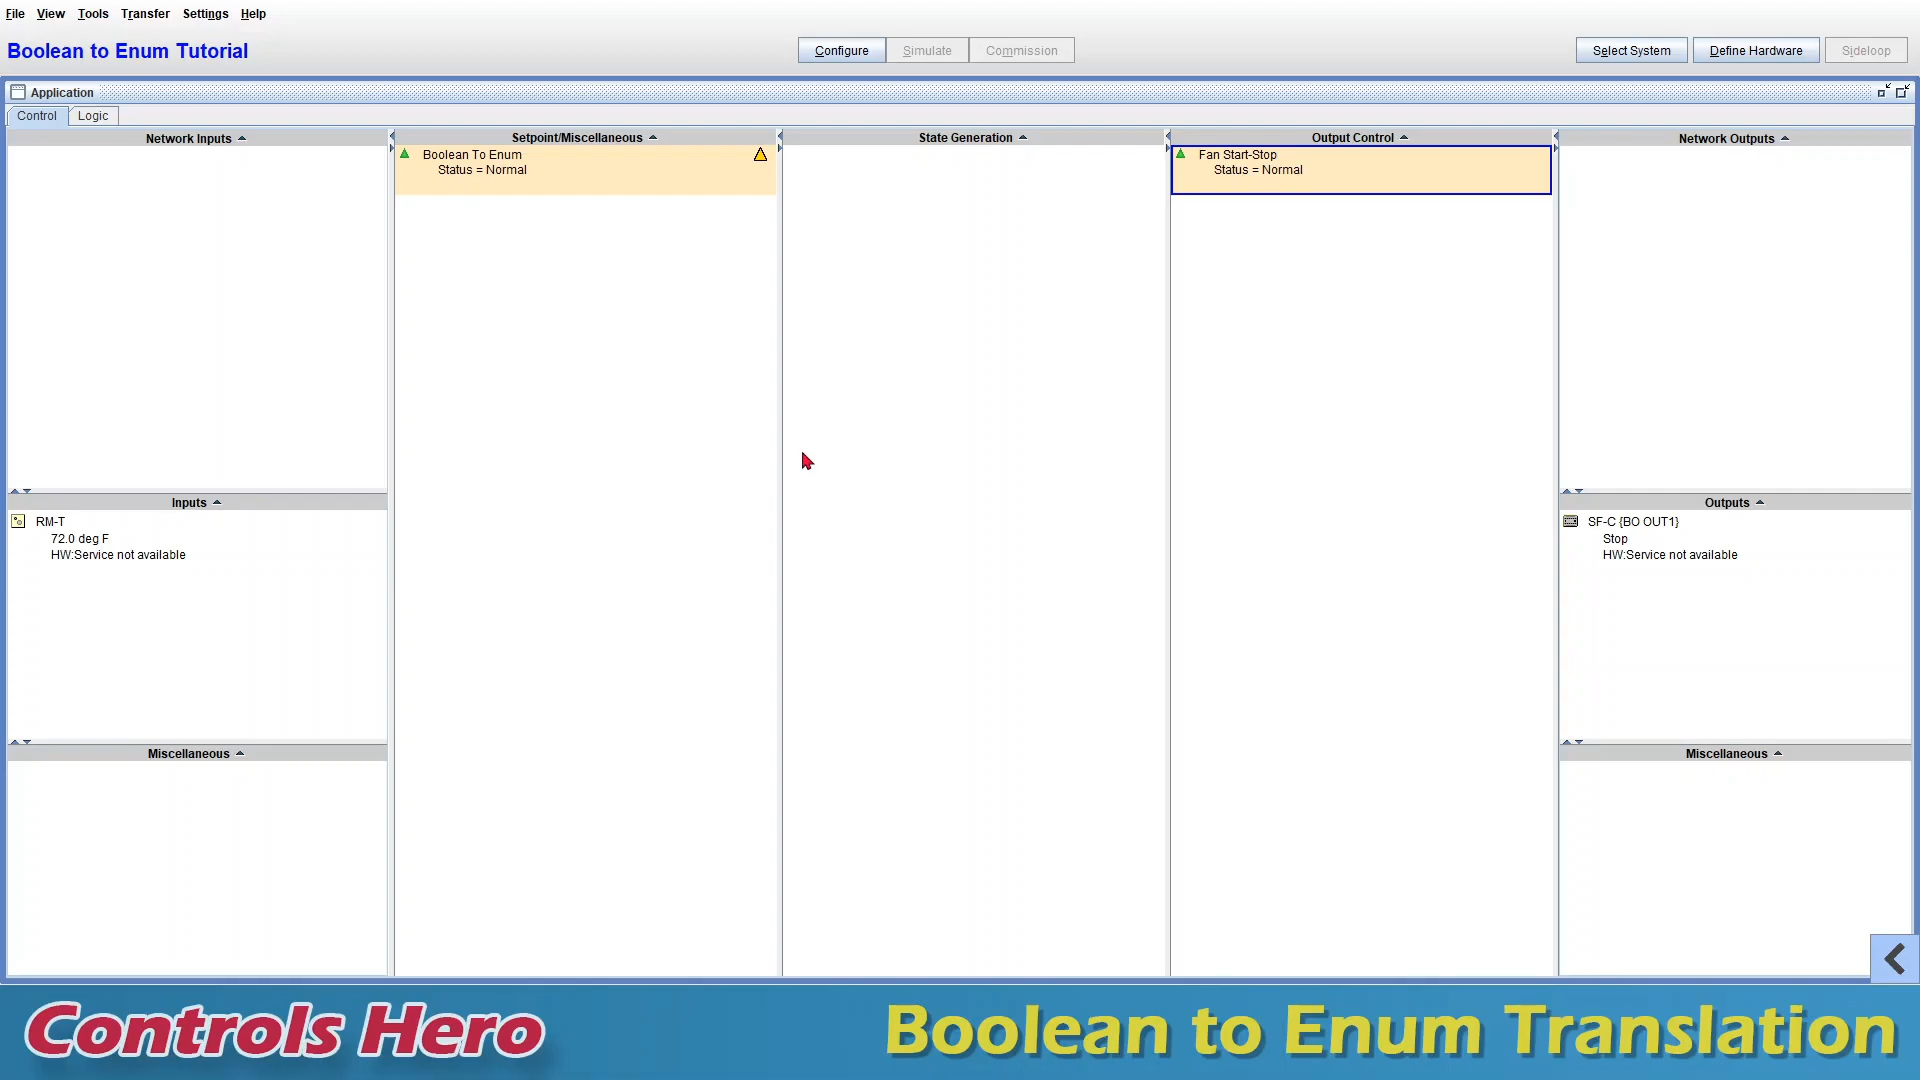 File View Tools Transfer Settings Help
Boolean to Enum Tutorial
Configure Simulate Commission
Select System Define Hardware Sideloop
Application
Control Logic
Network Inputs
Setpoint/Miscellaneous
State Generation
Output Control
Network Outputs
Boolean To Enum
Status = Normal
Fan Start-Stop
Status = Normal
Inputs
RM-T
72.0 deg F
HW:Service not available
Outputs
SF-C {BO OUT1}
Stop
HW:Service not available
Miscellaneous
Miscellaneous
Controls Hero
Boolean to Enum Translation